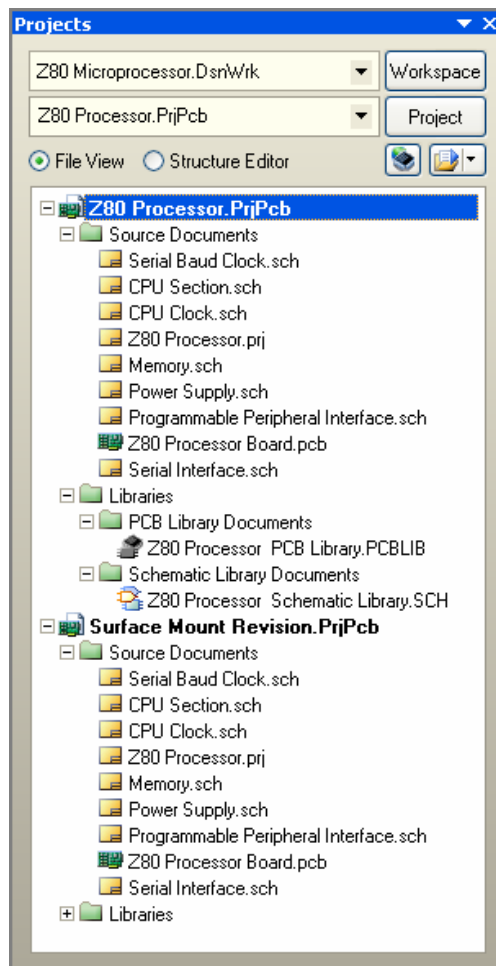 Projects
Z80 Microprocessor.DsnWrk Workspace
Z80 Processor.PrjPcb Project
File View Structure Editor
Z80 Processor.PrjPcb
Source Documents
Serial Baud Clock.sch
CPU Section.sch
CPU Clock.sch
Z80 Processor.prj
Memory.sch
Power Supply.sch
Programmable Peripheral Interface.sch
Z80 Processor Board.pcb
Serial Interface.sch
Libraries
PCB Library Documents
Z80 Processor PCB Library.PCBLIB
Schematic Library Documents
Z80 Processor Schematic Library.SCH
Surface Mount Revision.PrjPcb
Source Documents
Serial Baud Clock.sch
CPU Section.sch
CPU Clock.sch
Z80 Processor.prj
Memory.sch
Power Supply.sch
Programmable Peripheral Interface.sch
Z80 Processor Board.pcb
Serial Interface.sch
Libraries